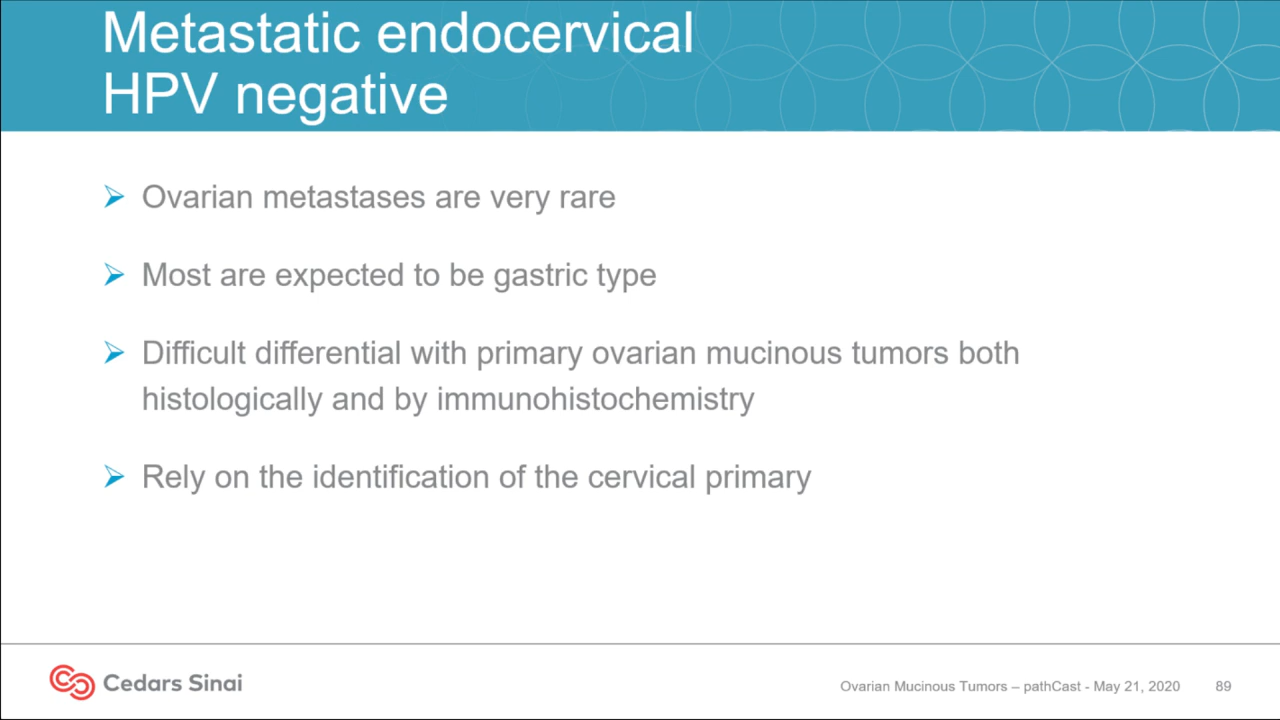 Metastatic endocervical
HPV negative
Ovarian metastases are very rare
Most are expected to be gastric type
Difficult differential with primary ovarian mucinous tumors both
histologically and by immunohistochemistry
Rely on the identification of the cervical primary
Cedars Sinai
Ovarian Mucinous Tumors – pathCast - May 21, 2020 89